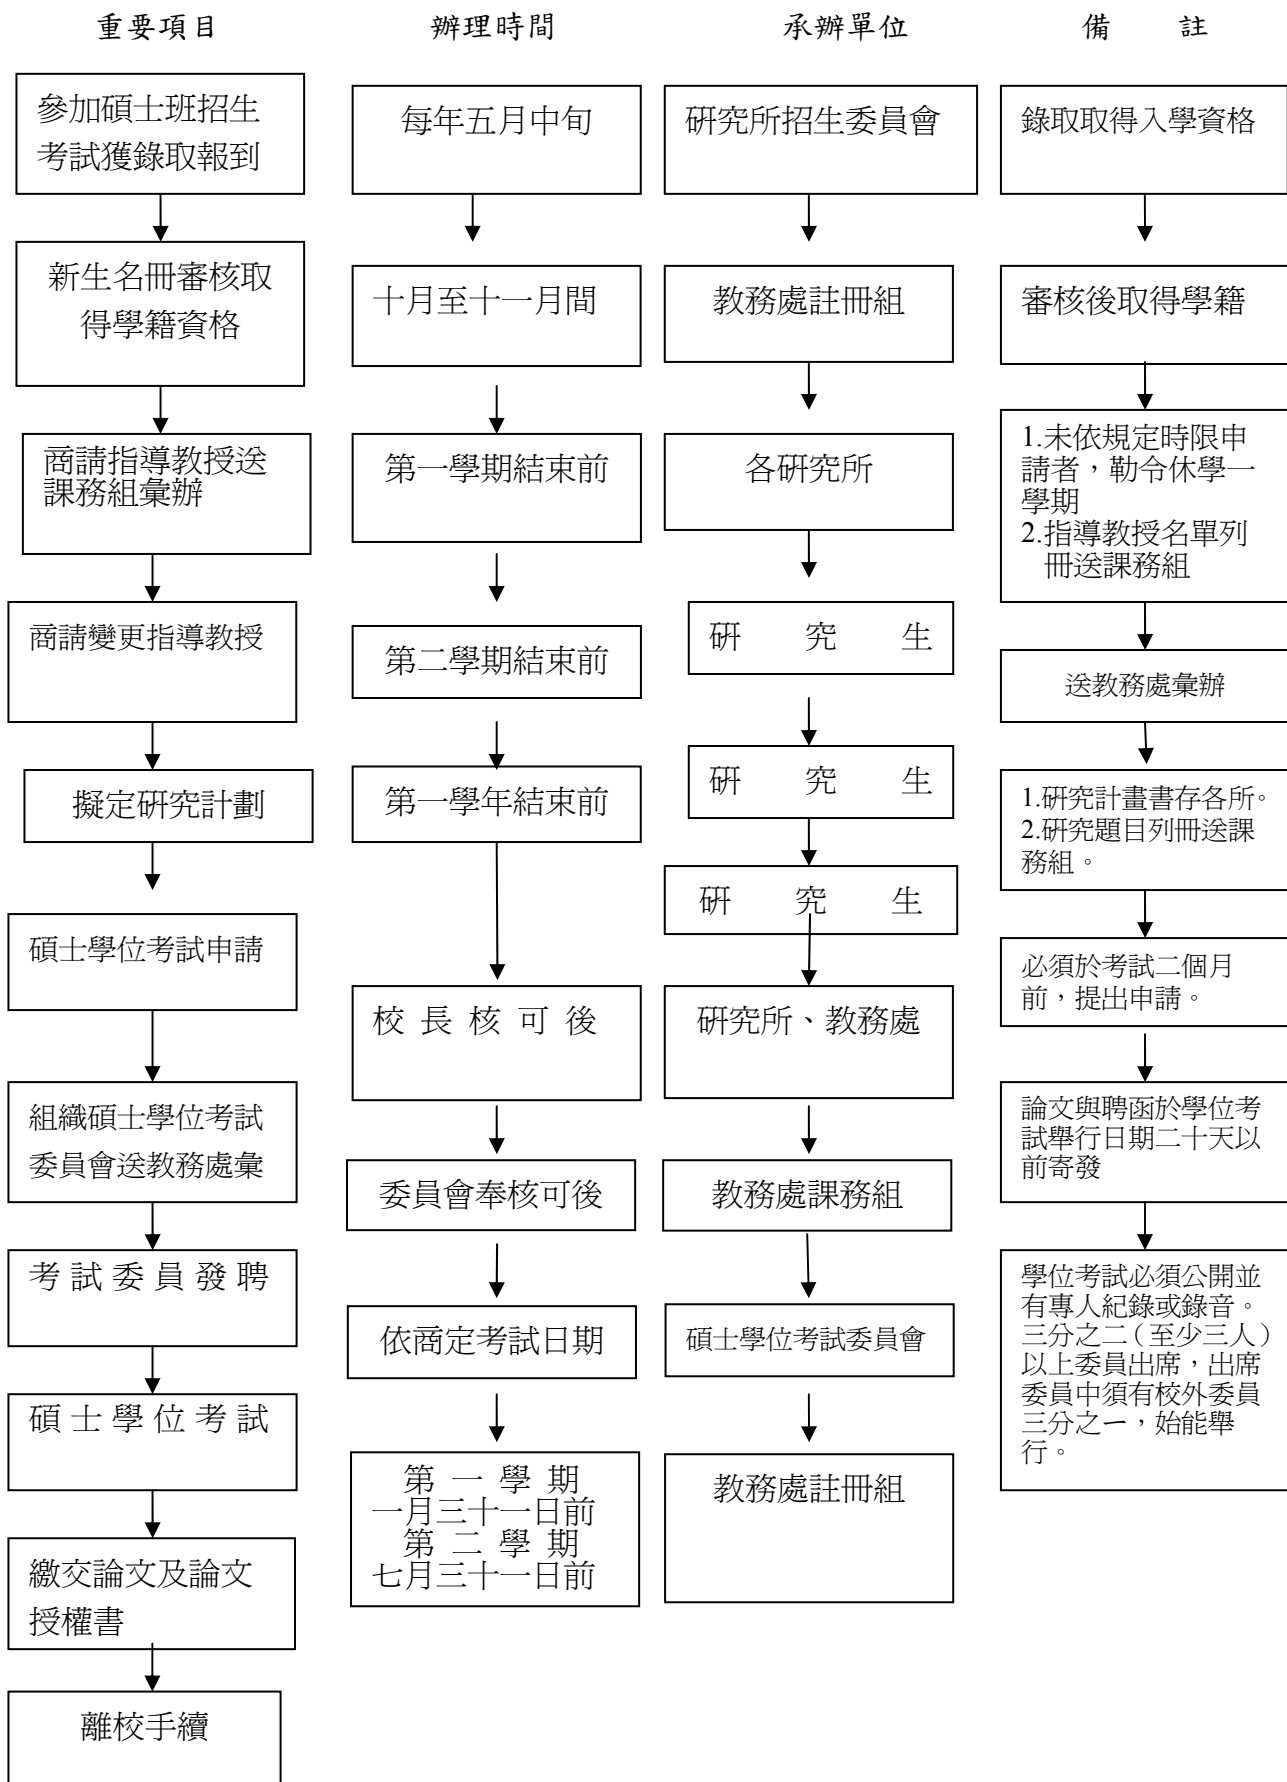 重要項目
辦理時間
承辦單位
備　　註
參加碩士班招生
考試獲錄取報到
每年五月中旬
研究所招生委員會
錄取取得入學資格
新生名冊審核取
得學籍資格
十月至十一月間
教務處註冊組
審核後取得學籍
商請指導教授送
課務組彙辦
第一學期結束前
各研究所
1.未依規定時限申
請者，勒令休學一
學期
2.指導教授名單列
冊送課務組
商請變更指導教授
第二學期結束前
研　究　生
送教務處彙辦
擬定研究計劃
第一學年結束前
研　究　生
1.研究計畫書存各所。
2.研究題目列冊送課
務組。
碩士學位考試申請
研　究　生
必須於考試二個月
前，提出申請。
校 長 核 可 後
研究所、教務處
組織碩士學位考試
委員會送教務處彙
委員會奉核可後
教務處課務組
論文與聘函於學位考
試舉行日期二十天以
前寄發
考 試 委 員 發 聘
依商定考試日期
碩士學位考試委員會
學位考試必須公開並
有專人紀錄或錄音。
三分之二（至少三人）
以上委員出席，出席
委員中須有校外委員
三分之一，始能舉
行。
碩 士 學 位 考 試
第 一 學 期
一月三十一日前
第 二 學 期
七月三十一日前
教務處註冊組
繳交論文及論文
授權書
離校手續